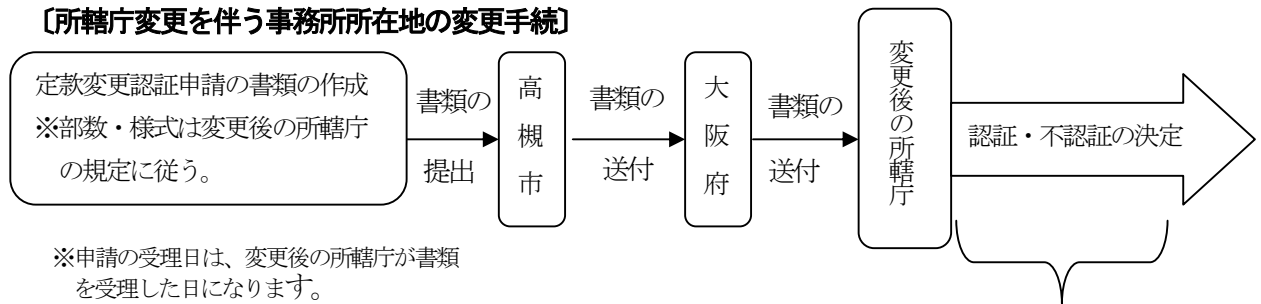 〔所轄庁変更を伴う事務所所在地の変更手続〕
定款変更認証申請の書類の作成
※部数・様式は変更後の所轄庁
の規定に従う。
書類の
提出
高槻市
書類の
送付
大阪府
書類の
送付
変更後の所轄庁
認証・不認証の決定
※申請の受理日は、変更後の所轄庁が書類
を受理した日になります。